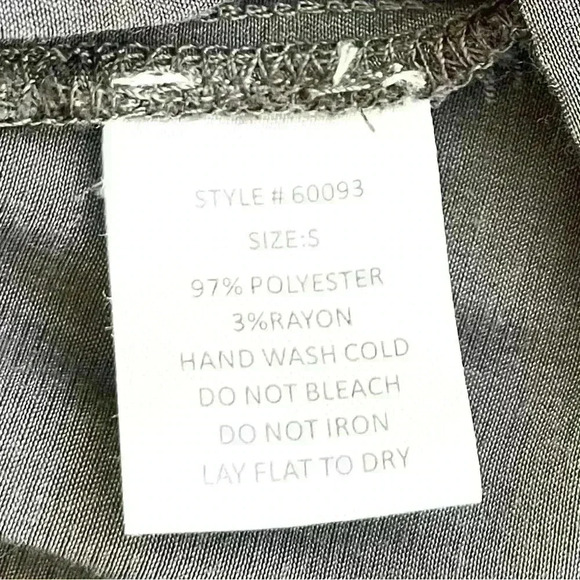 STYLE # 60093
SIZE:S
97% POLYESTER
3%RAYON
HAND WASH COLD
DO NOT BLEACH
DO NOT IRON
LAY FLAT TO DRY